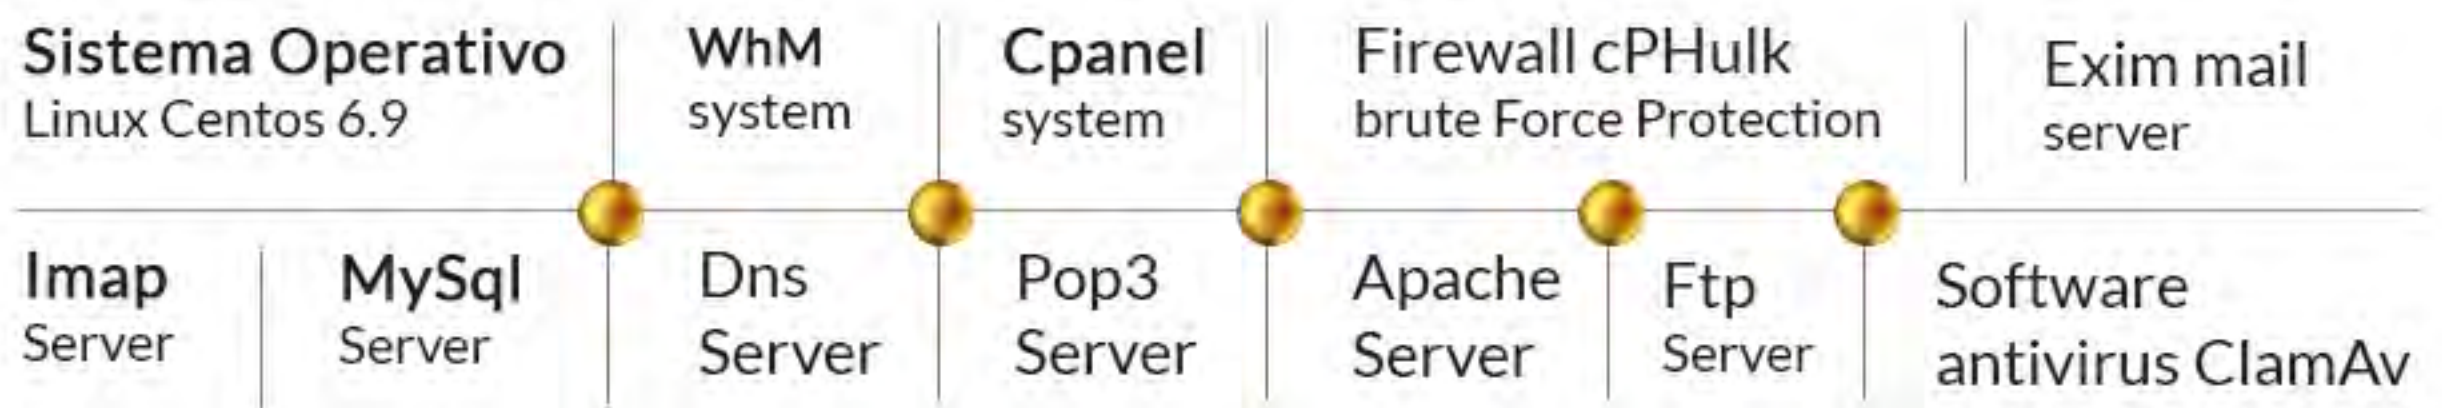 Sistema Operativo
Linux Centos 6.9
WhM
system
Cpanel
system
Firewall cPHulk
brute Force Protection
Exim mail
server
Imap
Server
MySql
Server
Dns
Server
Pop3
Server
Apache
Server
Ftp
Server
Software
antivirus ClamAv